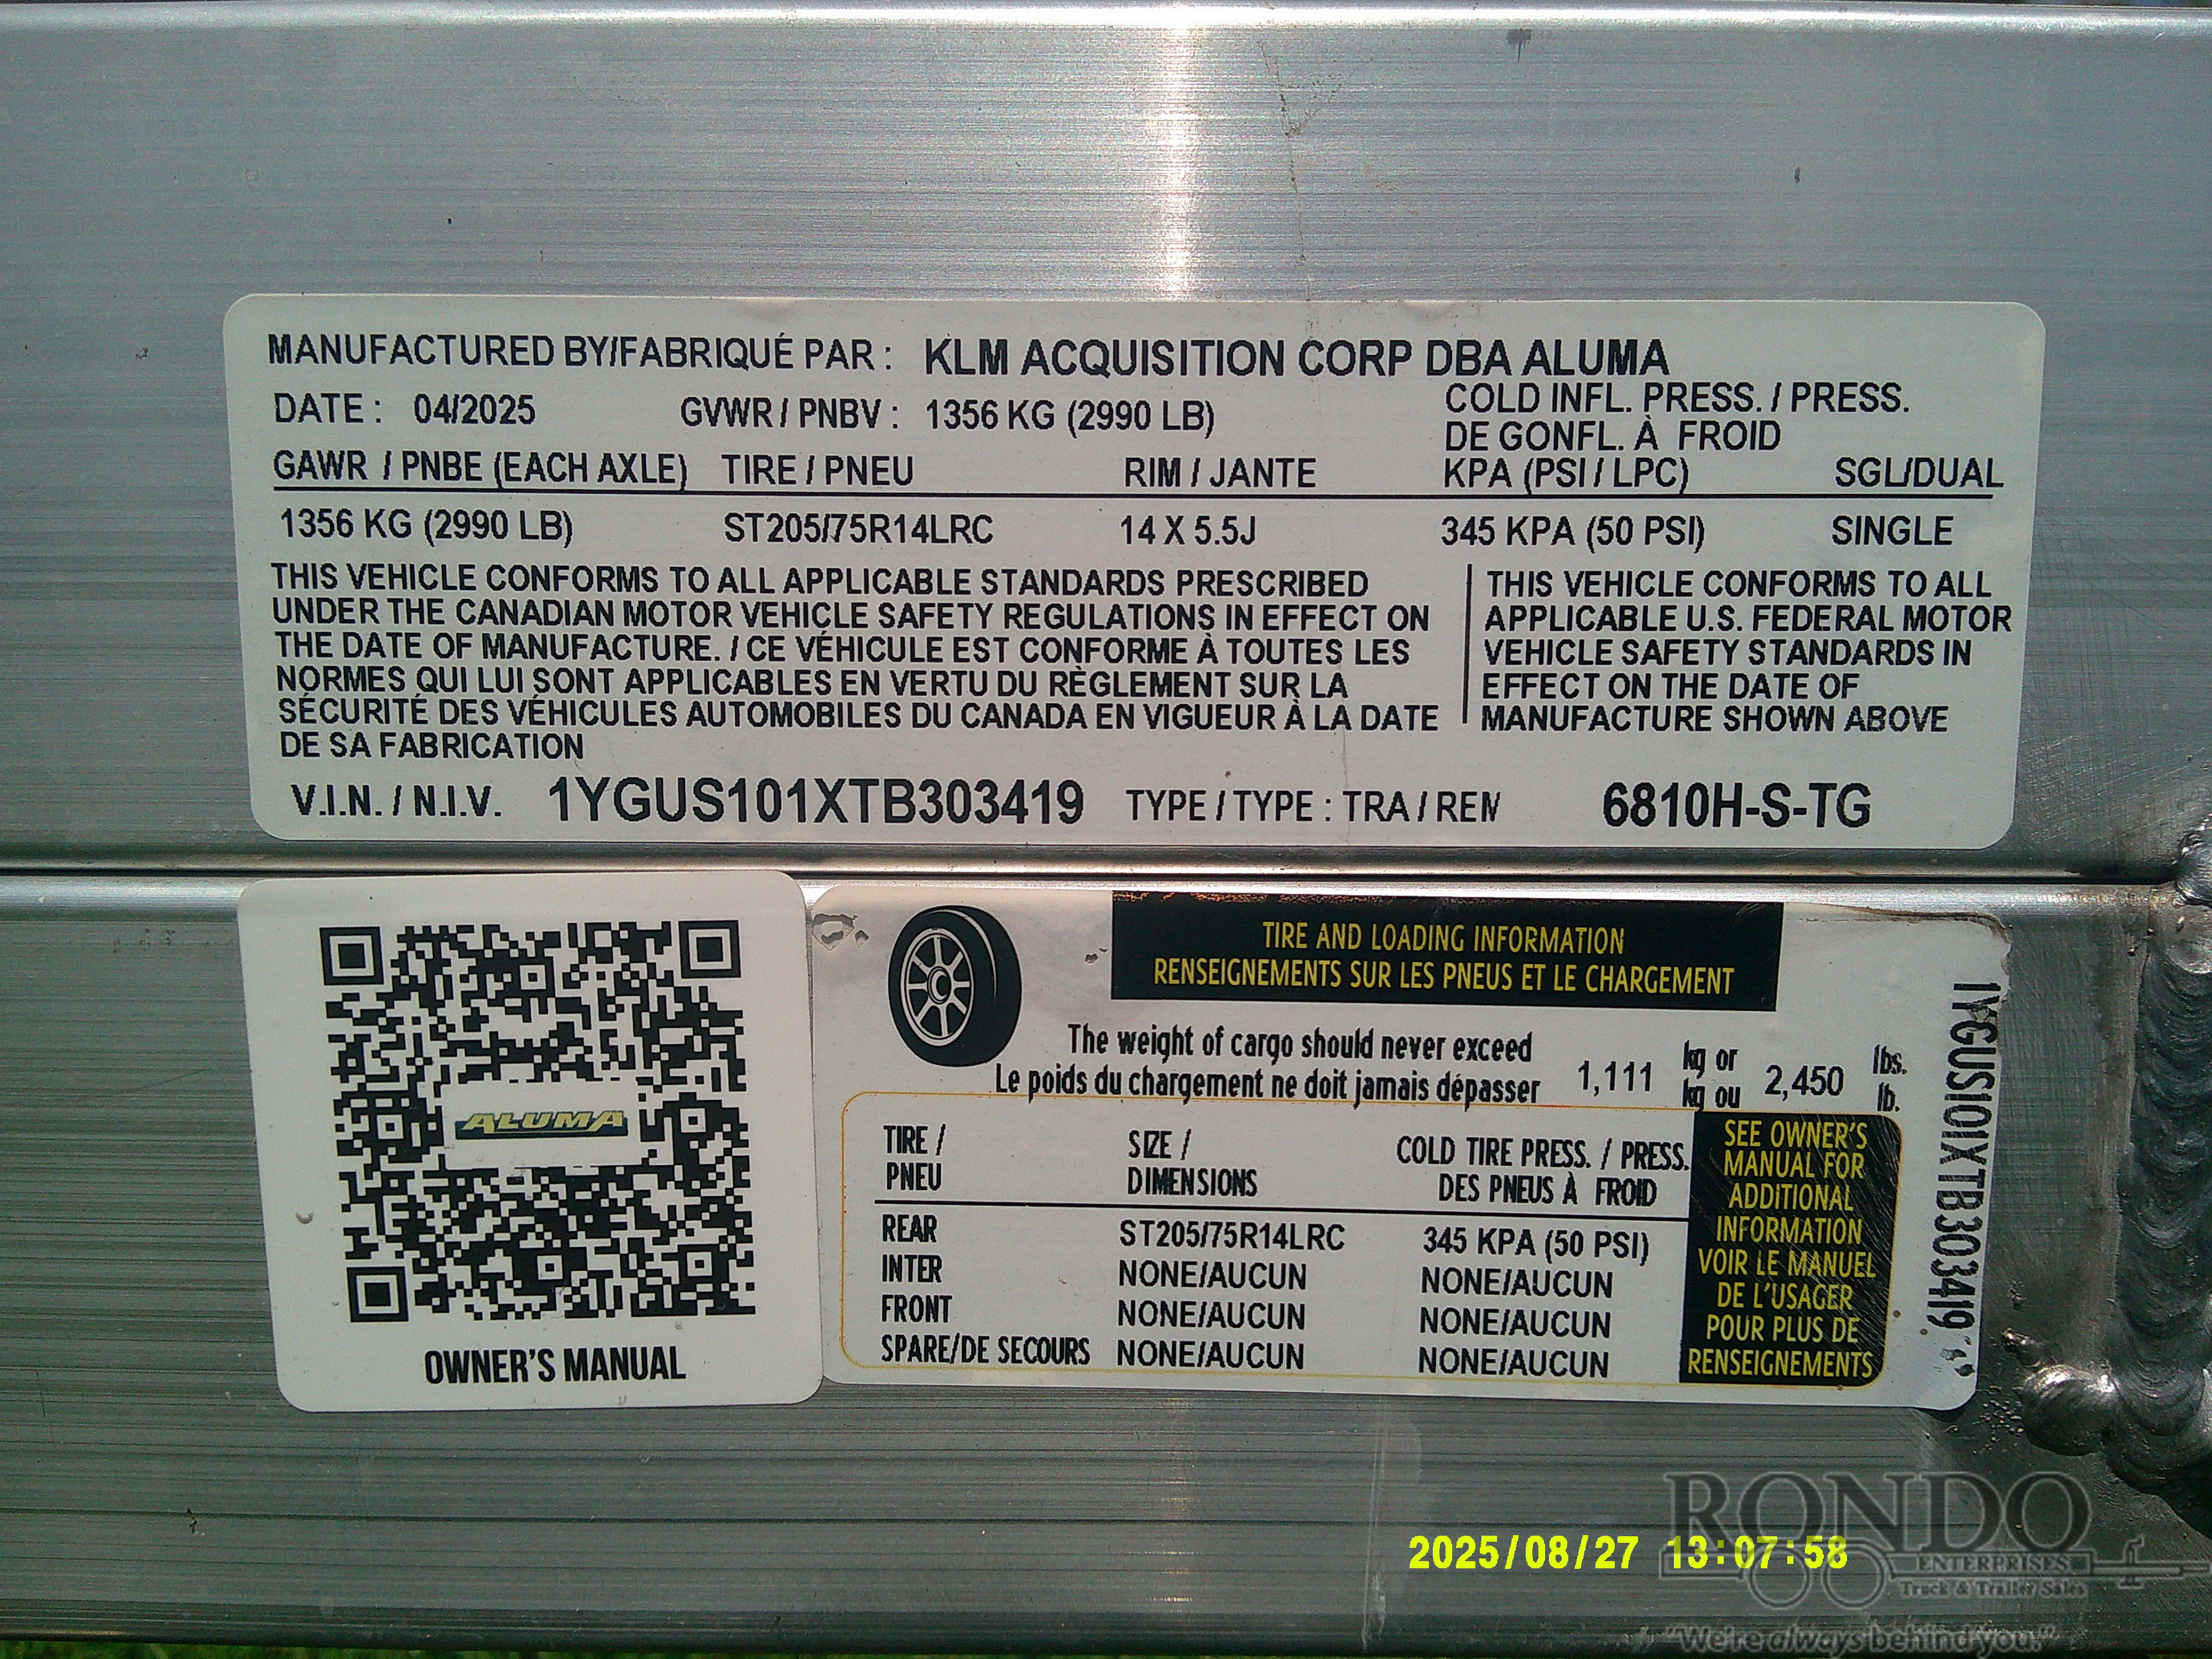 MANUFACTURED BY/FABRIQUÉ PAR : KLM ACQUISITION CORP DBA ALUMA
DATE : 04/2025 GVWR / PNBV : 1356 KG (2990 LB)
COLD INFL. PRESS. / PRESS.
DE GONFL. À FROID
GAWR / PNBE (EACH AXLE) TIRE / PNEU RIM / JANTE KPA (PSI / LPC) SGL/DUAL
1356 KG (2990 LB) ST205/75R14LRC 14 X 5.5J 345 KPA (50 PSI) SINGLE
THIS VEHICLE CONFORMS TO ALL APPLICABLE STANDARDS PRESCRIBED
UNDER THE CANADIAN MOTOR VEHICLE SAFETY REGULATIONS IN EFFECT ON
THE DATE OF MANUFACTURE. / CE VÉHICULE EST CONFORME À TOUTES LES
NORMES QUI LUI SONT APPLICABLES EN VERTU DU RÈGLEMENT SUR LA
SÉCURITÉ DES VÉHICULES AUTOMOBILES DU CANADA EN VIGUEUR À LA DATE
DE SA FABRICATION
THIS VEHICLE CONFORMS TO ALL
APPLICABLE U.S. FEDERAL MOTOR
VEHICLE SAFETY STANDARDS IN
EFFECT ON THE DATE OF
MANUFACTURE SHOWN ABOVE
V.I.N. / N.I.V. 1YGUS101XTB303419 TYPE / TYPE : TRA / REM 6810H-S-TG
ALUMA
OWNER'S MANUAL
TIRE AND LOADING INFORMATION
RENSEIGNEMENTS SUR LES PNEUS ET LE CHARGEMENT
The weight of cargo should never exceed
Le poids du chargement ne doit jamais dépasser
1,111 kg or
kg ou 2,450 lbs.
lb.
TIRE /
PNEU
SIZE /
DIMENSIONS
COLD TIRE PRESS. / PRESS.
DES PNEUS À FROID
REAR ST205/75R14LRC 345 KPA (50 PSI)
INTER NONE/AUCUN NONE/AUCUN
FRONT NONE/AUCUN NONE/AUCUN
SPARE/DE SECOURS NONE/AUCUN NONE/AUCUN
SEE OWNER'S
MANUAL FOR
ADDITIONAL
INFORMATION
VOIR LE MANUEL
DE L'USAGER
POUR PLUS DE
RENSEIGNEMENTS
1YGUS101XTB303419
2025/08/27 13:07:58
RONDO
ENTERPRISES
Truck & Trailer Sales
"We're always behind you."